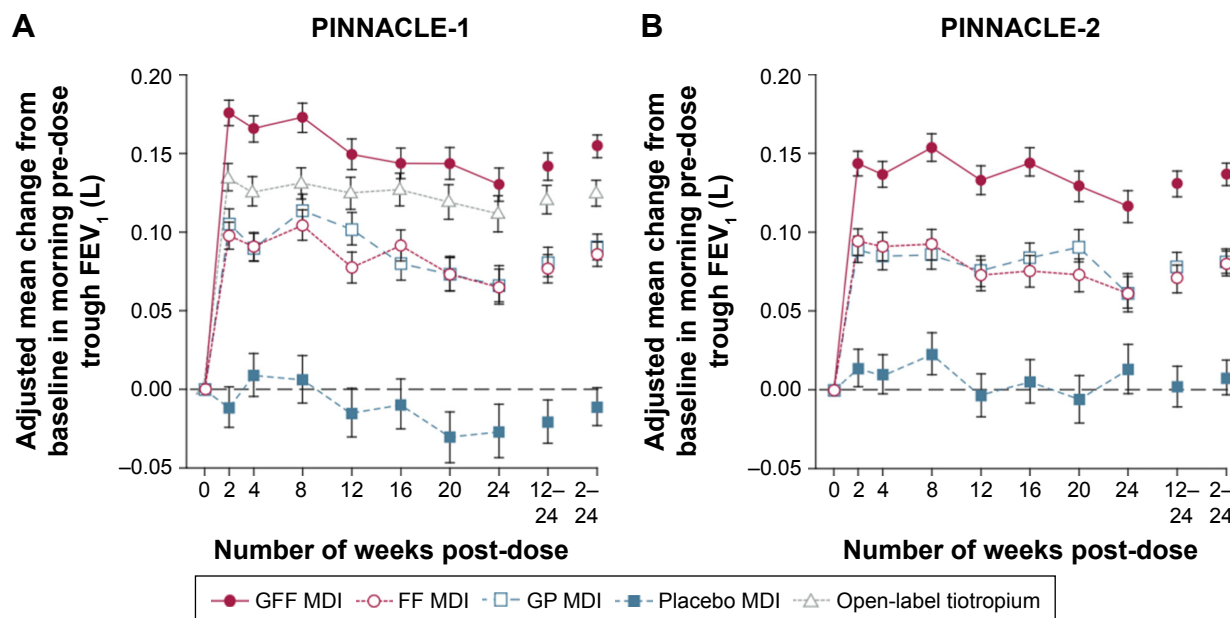 A
PINNACLE-1
Adjusted mean change from
baseline in morning pre-dose
trough FEV₁ (L)
0.20
0.15
0.10
0.05
0.00
–0.05
0 2 4 8 12 16 20 24 12– 2–
24 24
Number of weeks post-dose
B
PINNACLE-2
Adjusted mean change from
baseline in morning pre-dose
trough FEV₁ (L)
0.20
0.15
0.10
0.05
0.00
–0.05
0 2 4 8 12 16 20 24 12– 2–
24 24
Number of weeks post-dose
GFF MDI FF MDI GP MDI Placebo MDI Open-label tiotropium